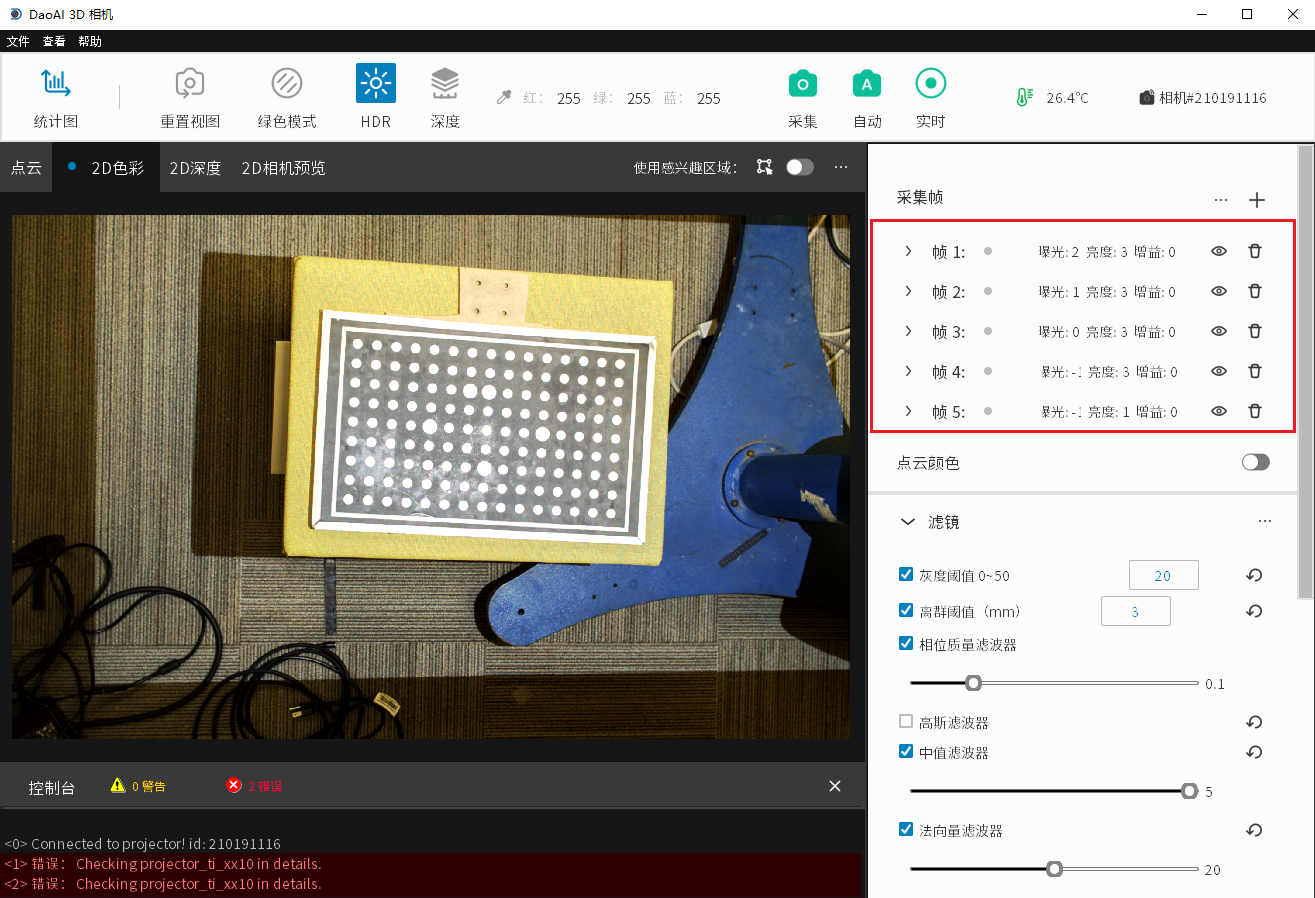 DaoAI 3D 相机
文件 查看 帮助
统计图 重置视图 绿色模式 HDR 深度 红: 255 绿: 255 蓝: 255 采集 自动 实时 26.4℃ 相机#210191116
点云 2D色彩 2D深度 2D相机预览 使用感兴趣区域: ...
采集帧 ...
帧 1: 曝光: 2 亮度: 3 增益: 0
帧 2: 曝光: 1 亮度: 3 增益: 0
帧 3: 曝光: 0 亮度: 3 增益: 0
帧 4: 曝光: -1 亮度: 3 增益: 0
帧 5: 曝光: -1 亮度: 1 增益: 0
点云颜色
滤镜 ...
灰度阈值 0~50 20
离群阈值（mm） 3
相位质量滤波器
0.1
高斯滤波器
中值滤波器
5
法向量滤波器
20
控制台 0 警告 2 错误
<0> Connected to projector! id: 210191116
<1> 错误: Checking projector_ti_xx10 in details.
<2> 错误: Checking projector_ti_xx10 in details.